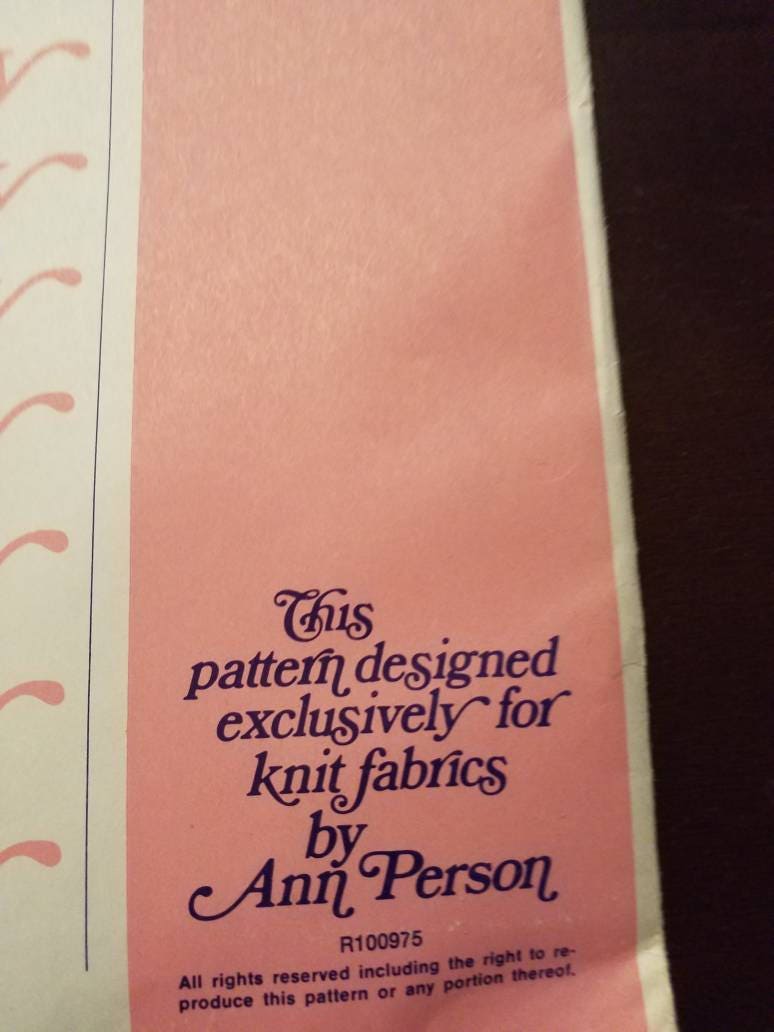 This
pattern designed
exclusively for
knit fabrics
by
Ann Person
R100975
All rights reserved including the right to re-
produce this pattern or any portion thereof.